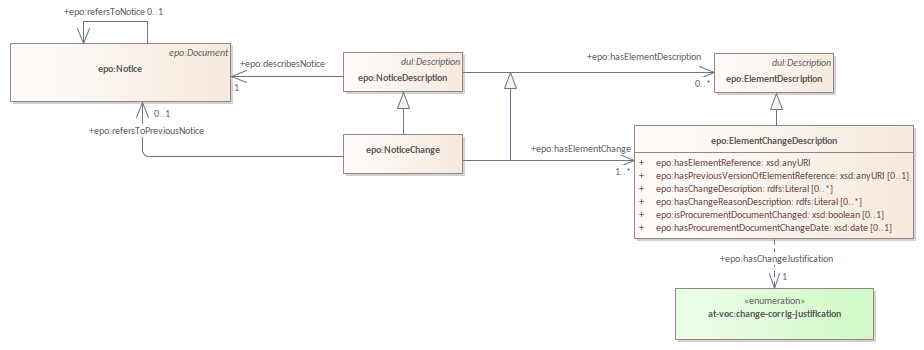 +epo:refersToNotice 0..1
epo:Document
epo:Notice
+epo:describesNotice
1
dul:Description
epo:NoticeDescription
+epo:hasElementDescription
0..*
dul:Description
epo:ElementDescription
0..1
+epo:refersToPreviousNotice
epo:NoticeChange
+epo:hasElementChange
1..*
epo:ElementChangeDescription
+ epo:hasElementReference: xsd:anyURI
+ epo:hasPreviousVersionOfElementReference: xsd:anyURI [0..1]
+ epo:hasChangeDescription: rdfs:Literal [0..*]
+ epo:hasChangeReasonDescription: rdfs:Literal [0..*]
+ epo:isProcurementDocumentChanged: xsd:boolean [0..1]
+ epo:hasProcurementDocumentChangeDate: xsd:date [0..1]
+epo:hasChangeJustification
1
«enumeration»
at-voc:change-corrig-justification